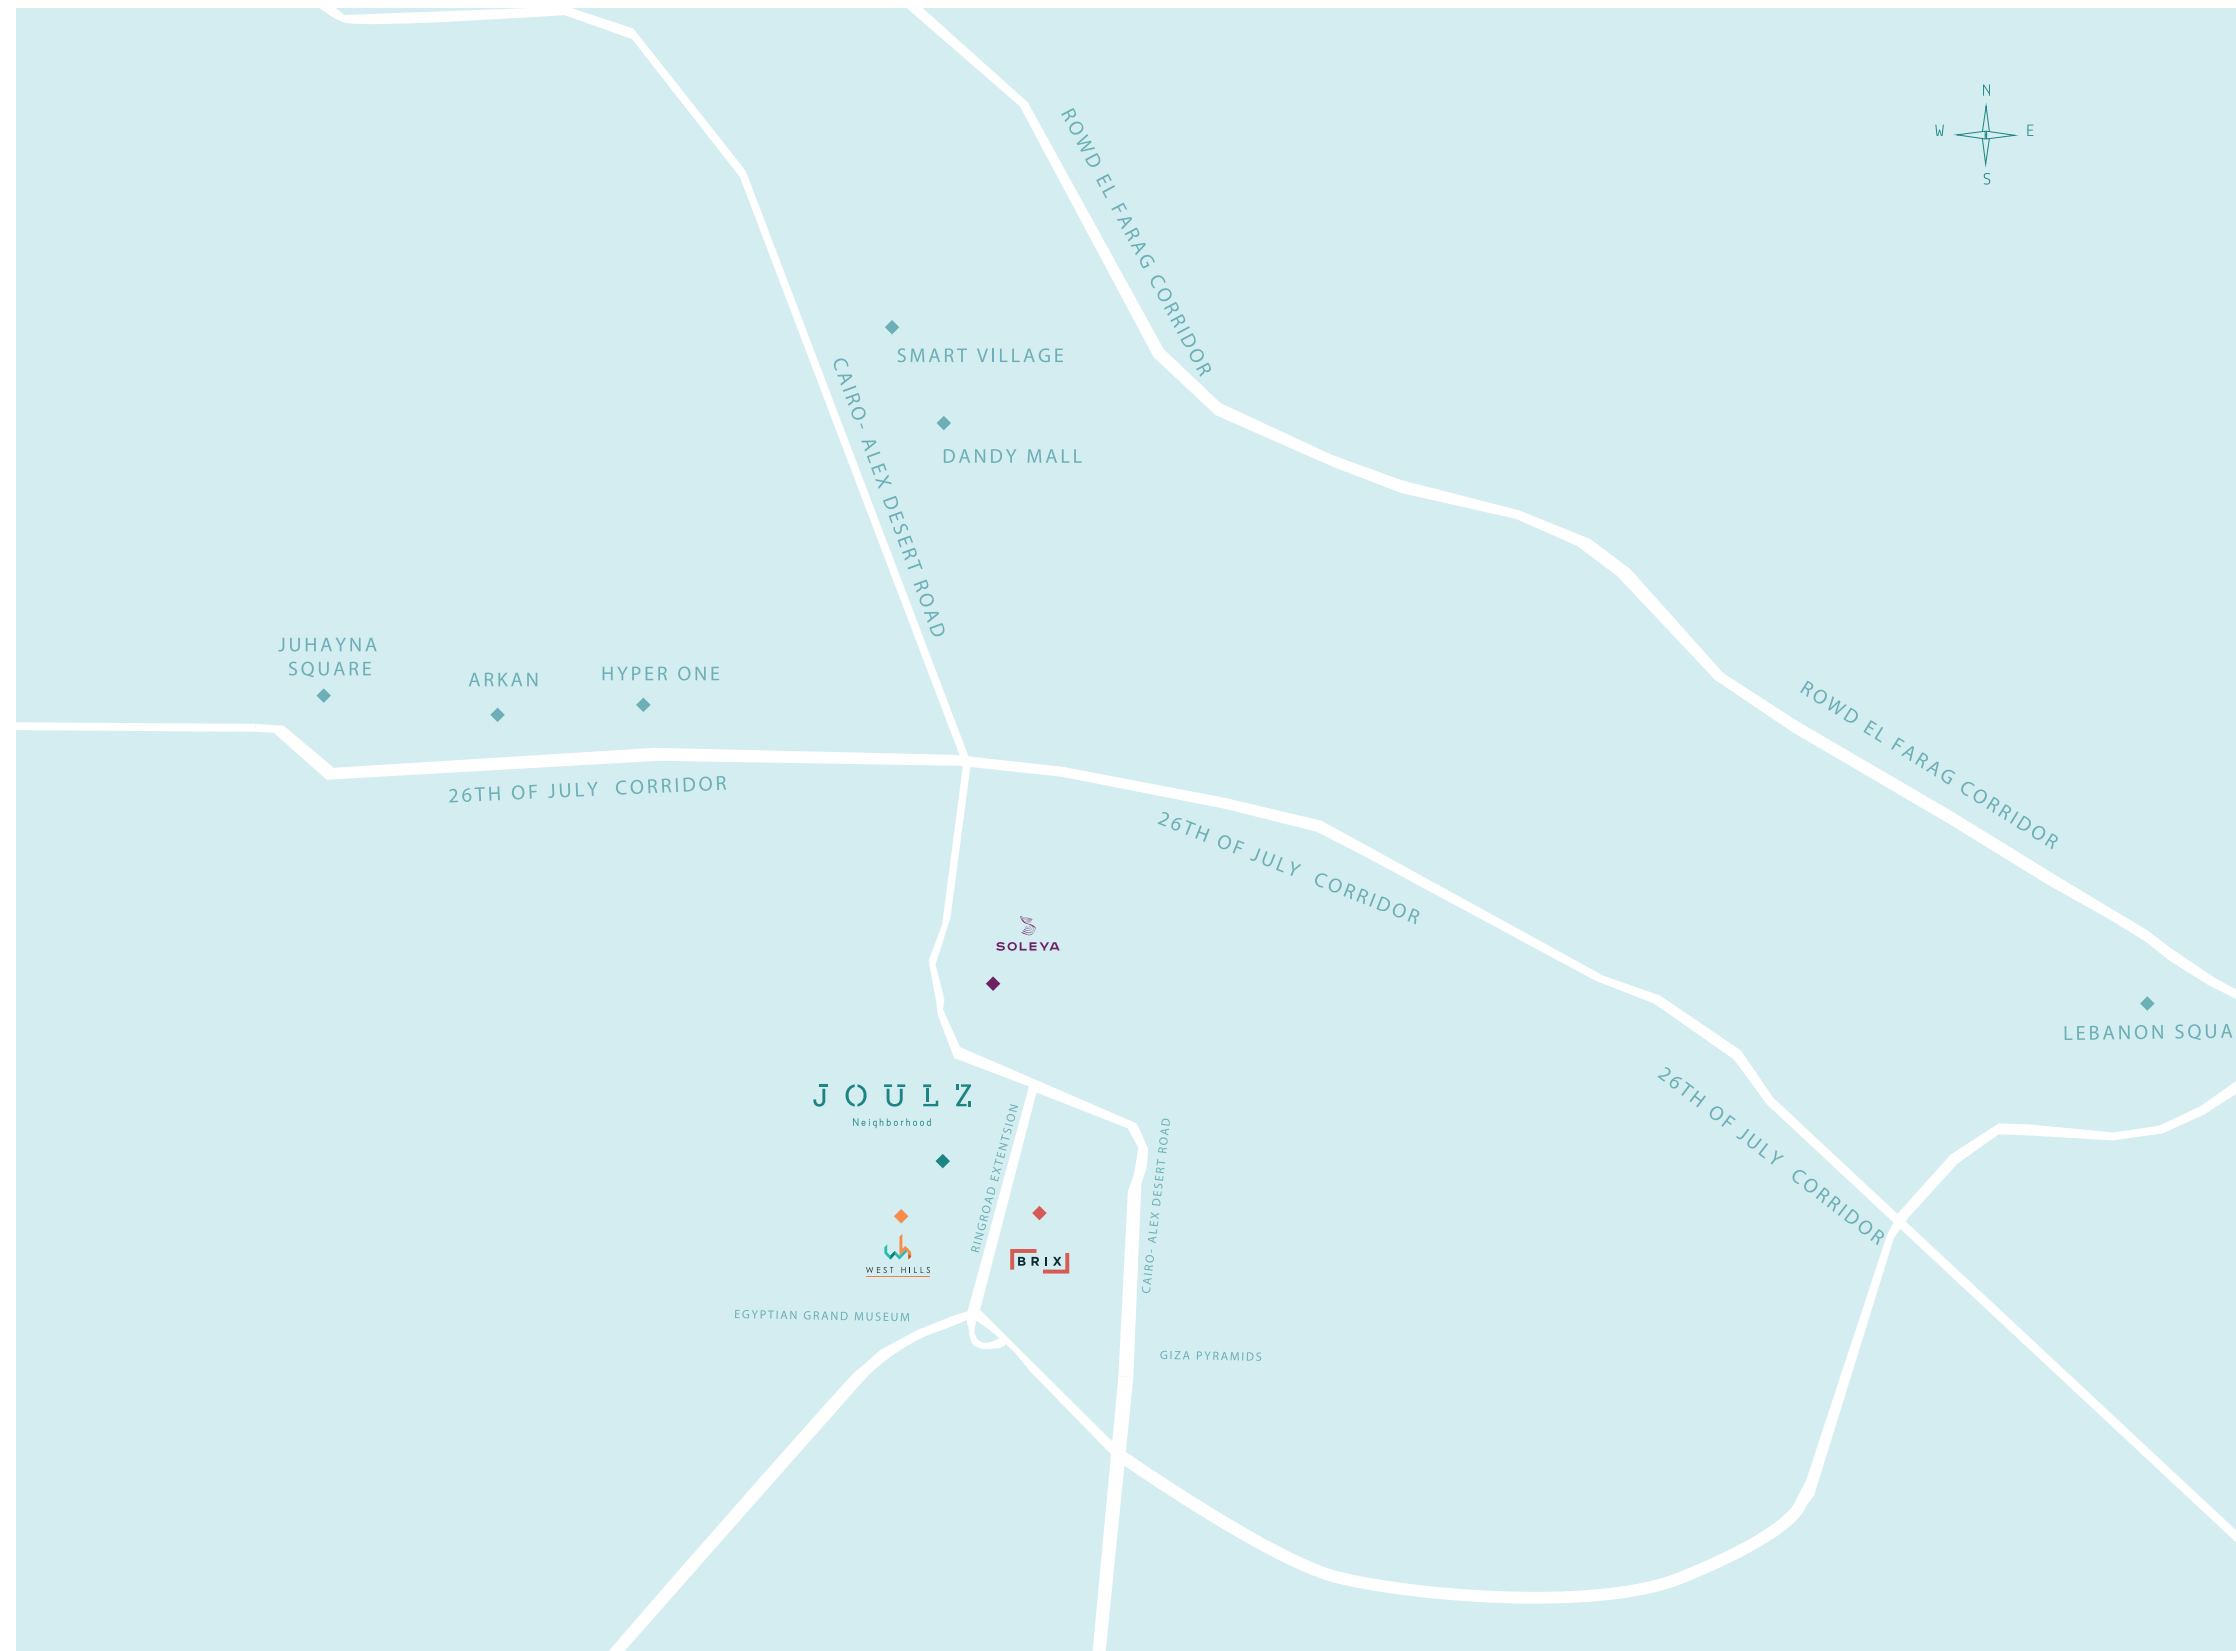 N
W E
S
ROWD EL FARAG CORRIDOR
SMART VILLAGE
CAIRO- ALEX DESERT ROAD
DANDY MALL
JUHAYNA
SQUARE
ARKAN
HYPER ONE
ROWD EL FARAG CORRIDOR
26TH OF JULY CORRIDOR
26TH OF JULY CORRIDOR
SOLEYA
LEBANON SQUA
26TH OF JULY CORRIDOR
JOULZ
Neighborhood
RINGROAD EXTENTSION
CAIRO- ALEX DESERT ROAD
WEST HILLS
BRIX
EGYPTIAN GRAND MUSEUM
GIZA PYRAMIDS